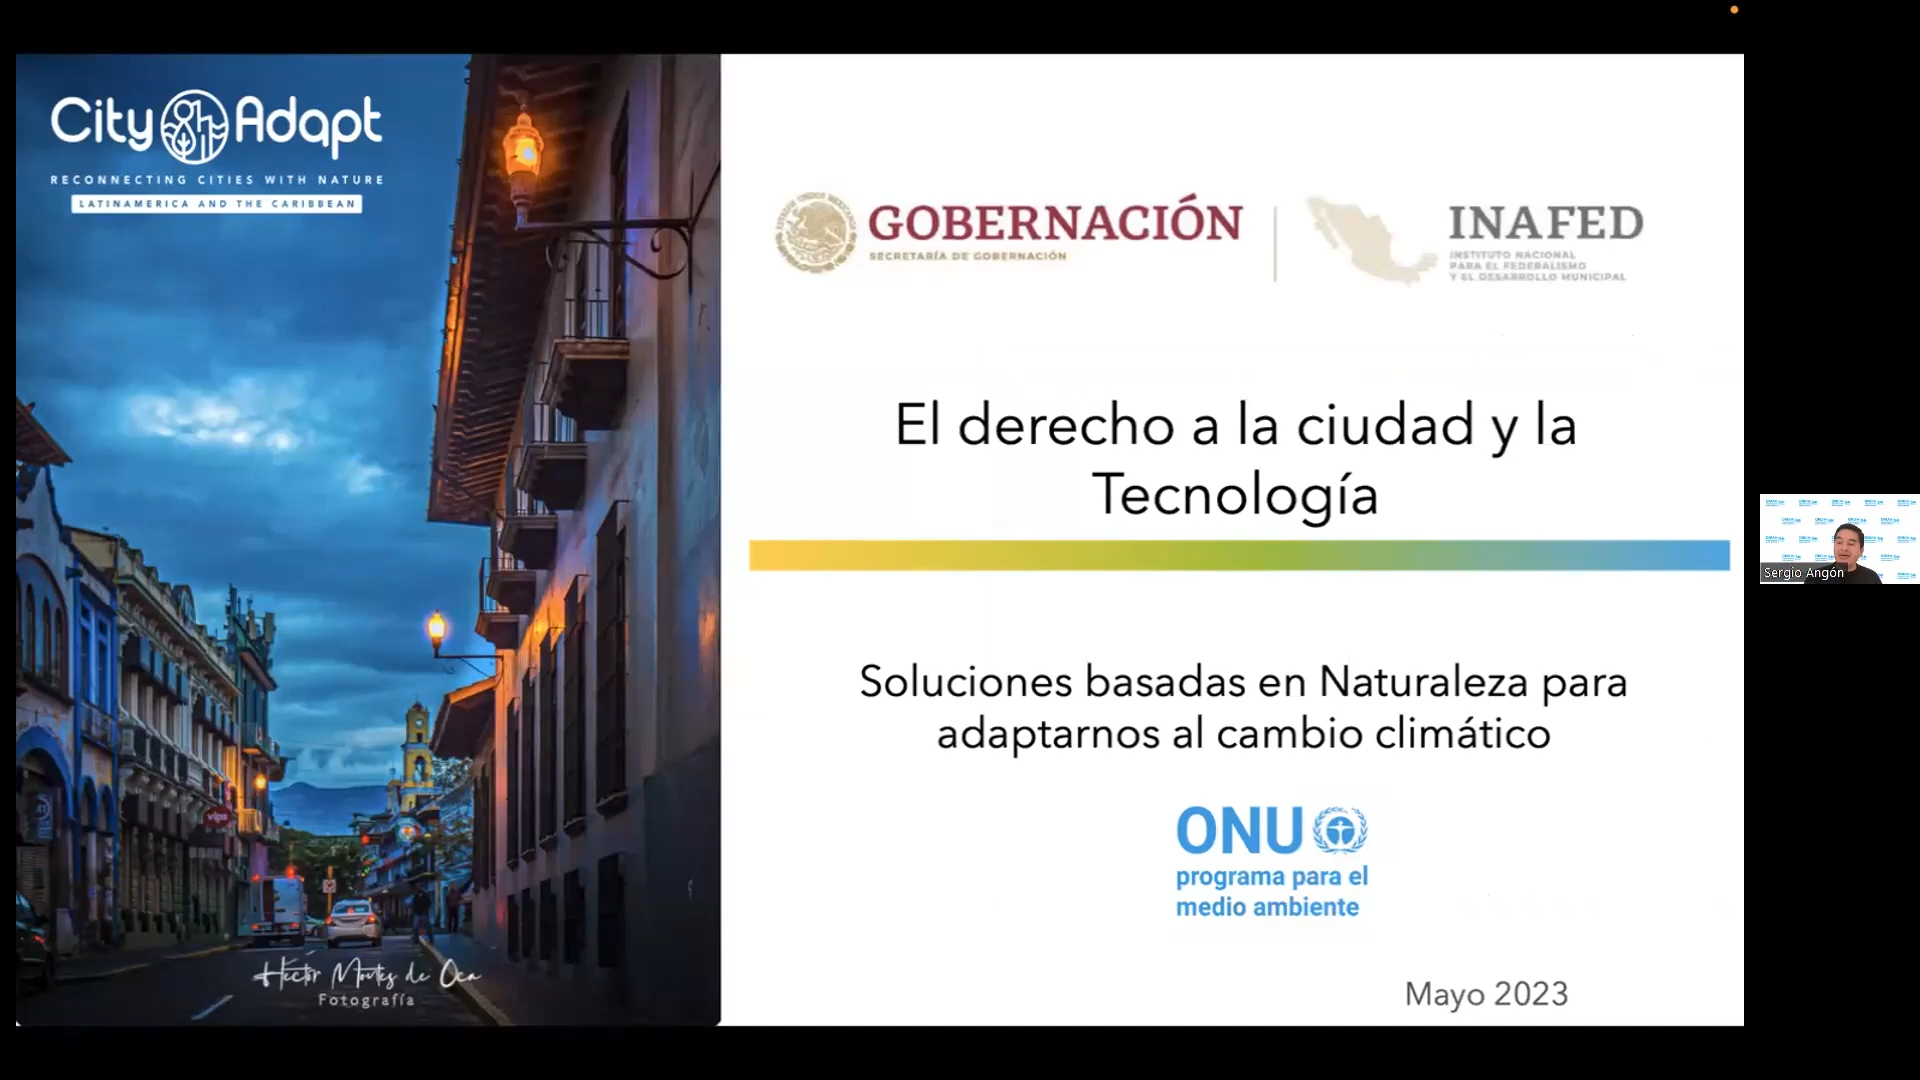 City Adapt
RECONNECTING CITIES WITH NATURE
LATINAMERICA AND THE CARIBBEAN
vips
Héctor Montes de Oca
Fotografía
GOBERNACIÓN
SECRETARÍA DE GOBERNACIÓN
INAFED
INSTITUTO NACIONAL
PARA EL FEDERALISMO
Y EL DESARROLLO MUNICIPAL
El derecho a la ciudad y la
Tecnología
Soluciones basadas en Naturaleza para
adaptarnos al cambio climático
ONU
programa para el
medio ambiente
Mayo 2023
Sergio Angón